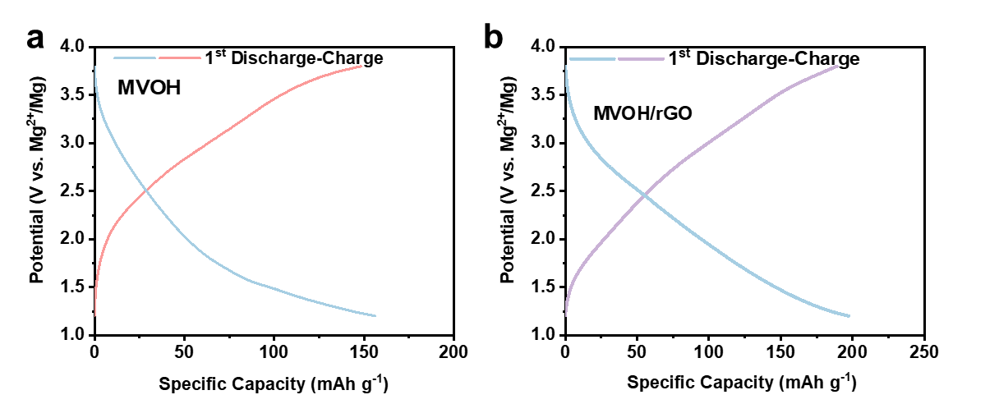 a
1st Discharge-Charge
MVOH
4.0
3.5
3.0
2.5
2.0
1.5
1.0
0
50
100
150
200
Potential (V vs. Mg2+/Mg)
Specific Capacity (mAh g-1)
b
1st Discharge-Charge
MVOH/rGO
4.0
3.5
3.0
2.5
2.0
1.5
1.0
0
50
100
150
200
250
Potential (V vs. Mg2+/Mg)
Specific Capacity (mAh g-1)